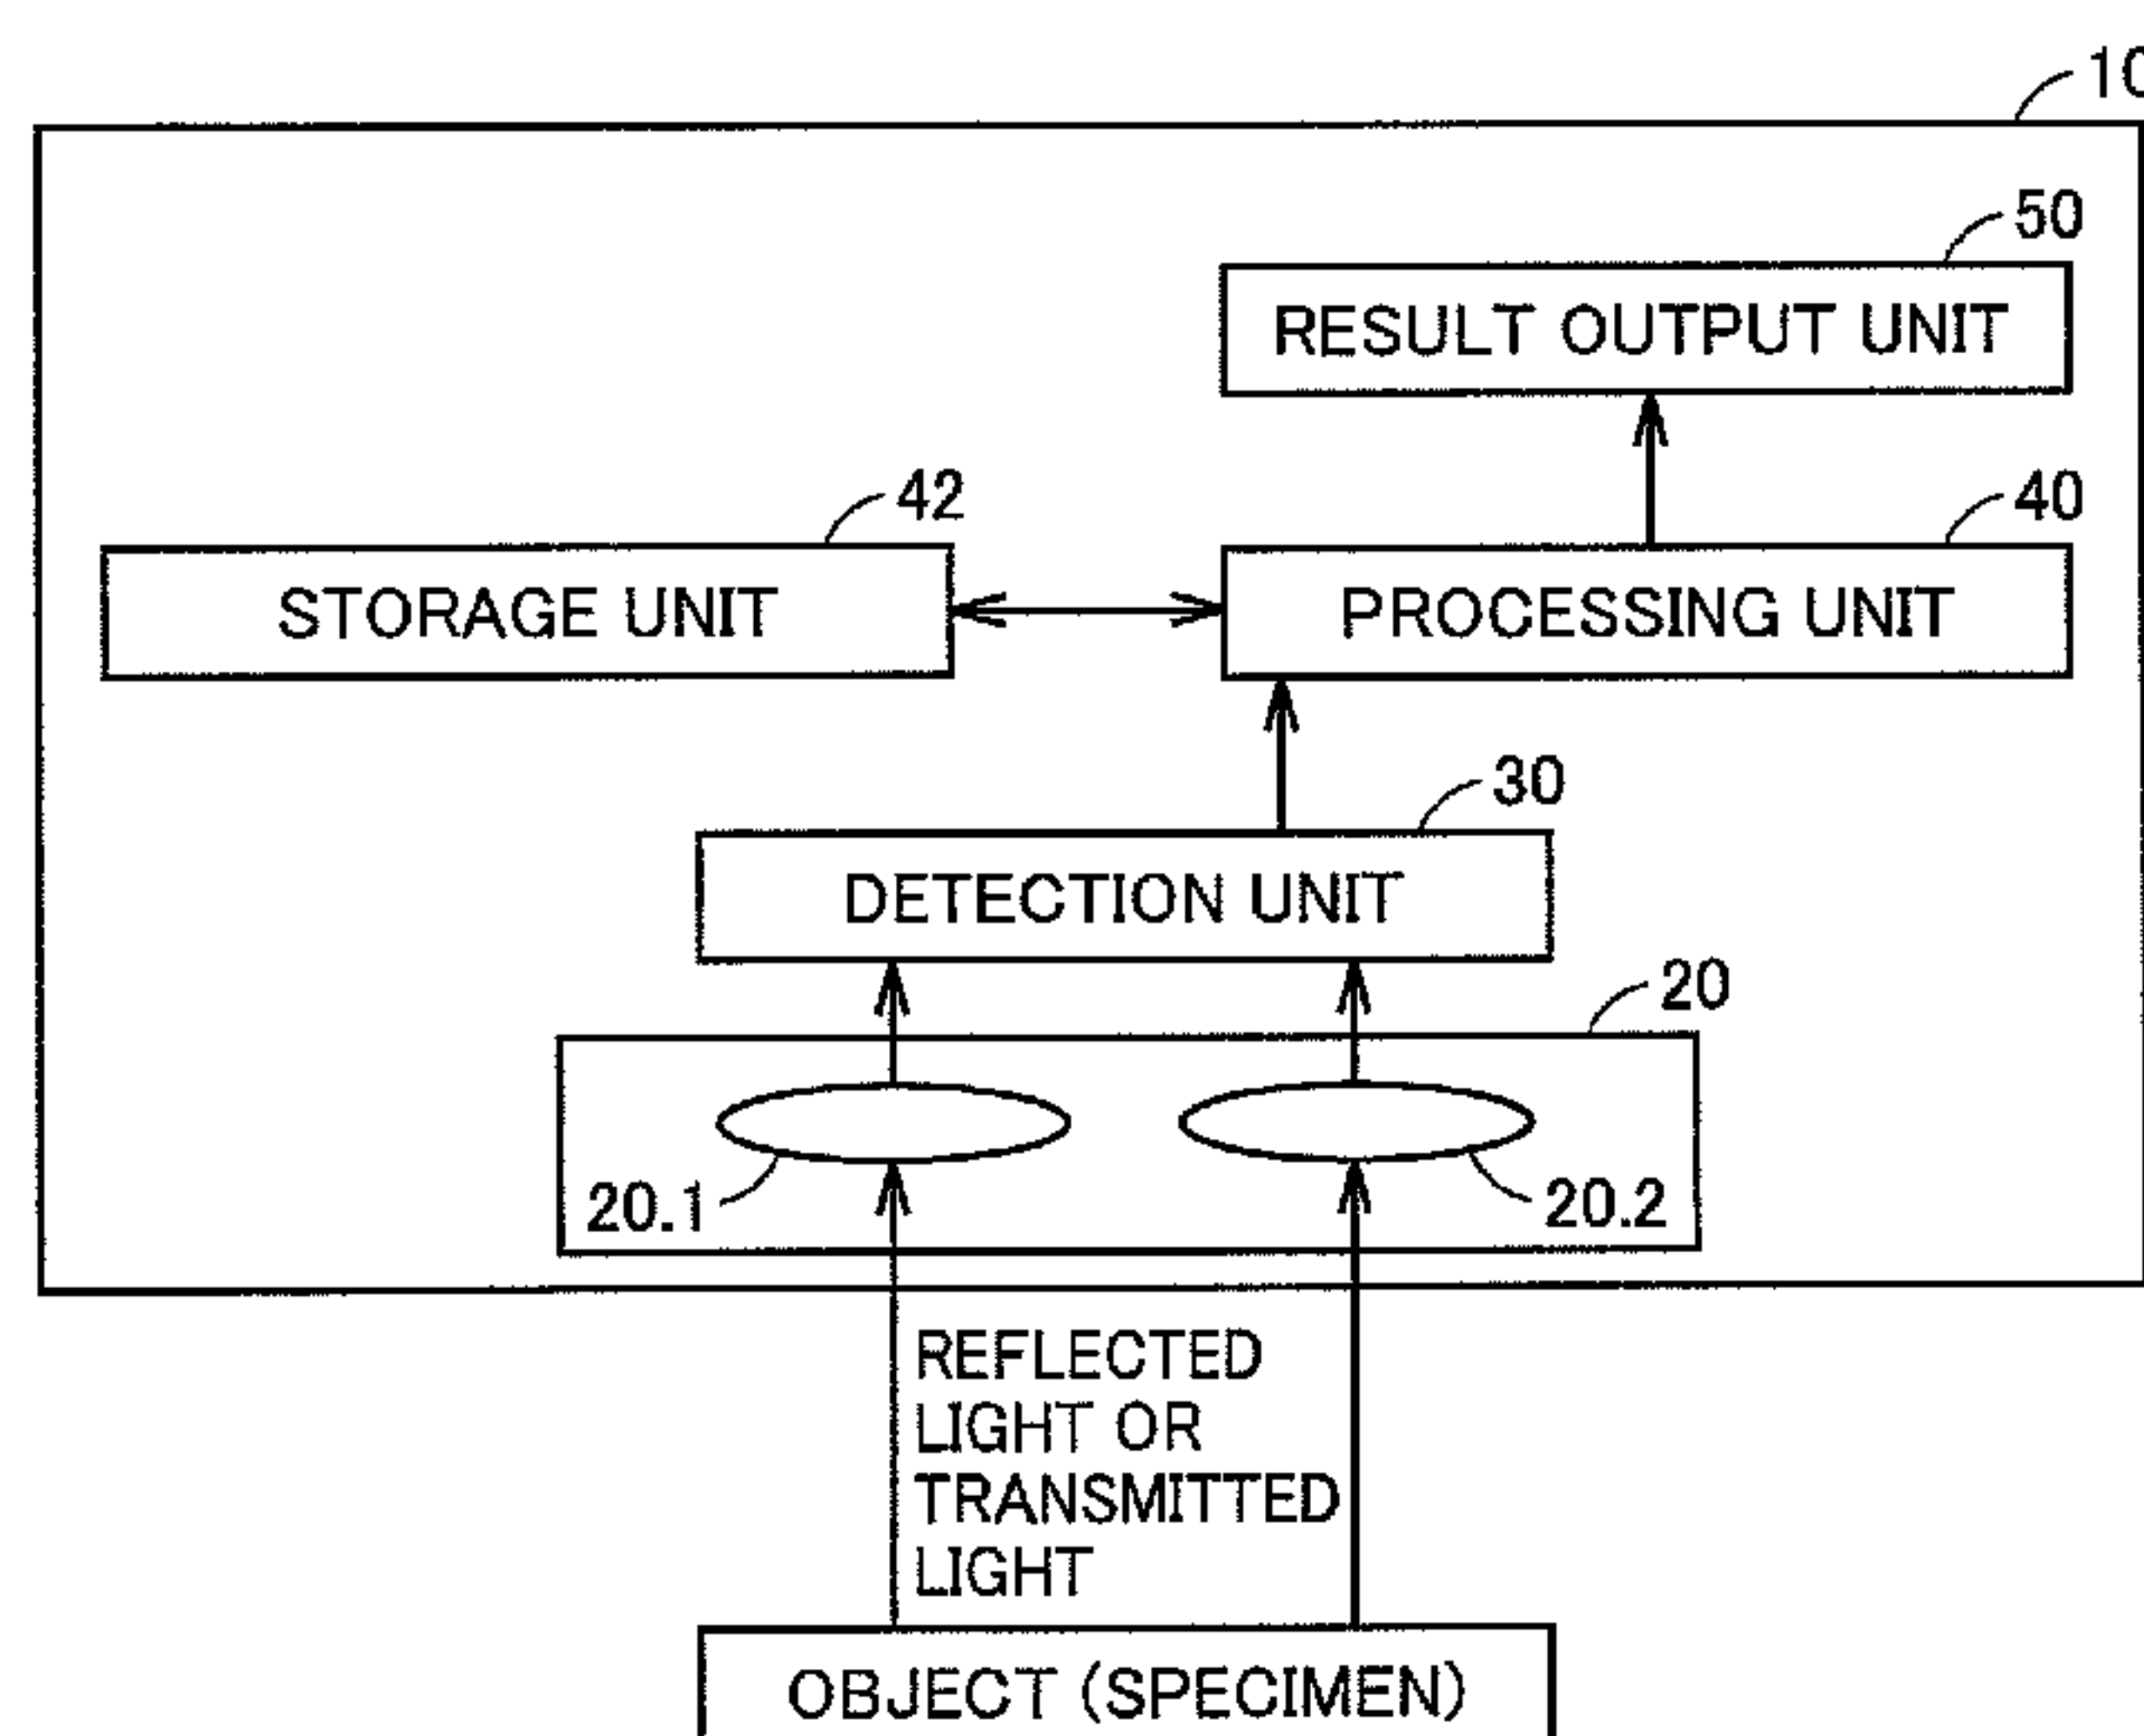 10
50
RESULT OUTPUT UNIT
42
40
STORAGE UNIT
PROCESSING UNIT
30
DETECTION UNIT
20
20.1
20.2
REFLECTED
LIGHT OR
TRANSMITTED
LIGHT
OBJECT (SPECIMEN)